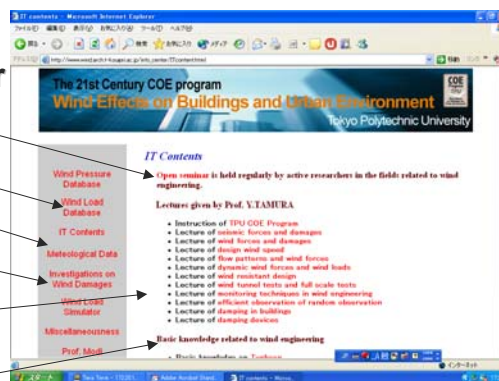 IT contents - Microsoft Internet Explorer
The 21st Century COE program
Wind Effects on Buildings and Urban Environment
Tokyo Polytechnic University
COE
Wind Pressure
Database
Wind Load
Database
IT Contents
Meteological Data
Investigations on
Wind Damages
Wind Load
Simulator
Miscellaneousness
Prof. Modi
IT Contents
Open seminar is held regularly by active researchers in the fields related to wind
engineering.
Lectures given by Prof. Y.TAMURA
• Instruction of TPU COE Program
• Lecture of seismic forces and damages
• Lecture of wind forces and damages
• Lecture of design wind speed
• Lecture of flow patterns and wind forces
• Lecture of dynamic wind forces and wind loads
• Lecture of wind resistant design
• Lecture of wind tunnel tests and full scale tests
• Lecture of monitoring techniques in wind engineering
• Lecture of efficient observation of random observation
• Lecture of damping in buildings
• Lecture of damping devices
Basic knowledge related to wind engineering